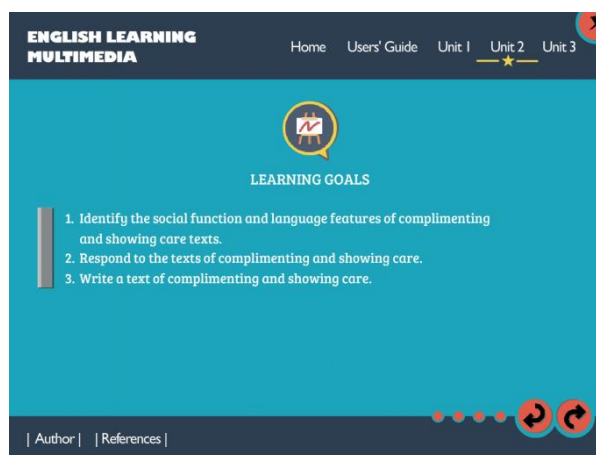 ENGLISH LEARNING
MULTIMEDIA
Home Users' Guide Unit 1 Unit 2 Unit 3
LEARNING GOALS
1. Identify the social function and language features of complimenting
and showing care texts.
2. Respond to the texts of complimenting and showing care.
3. Write a text of complimenting and showing care.
| Author | | References |